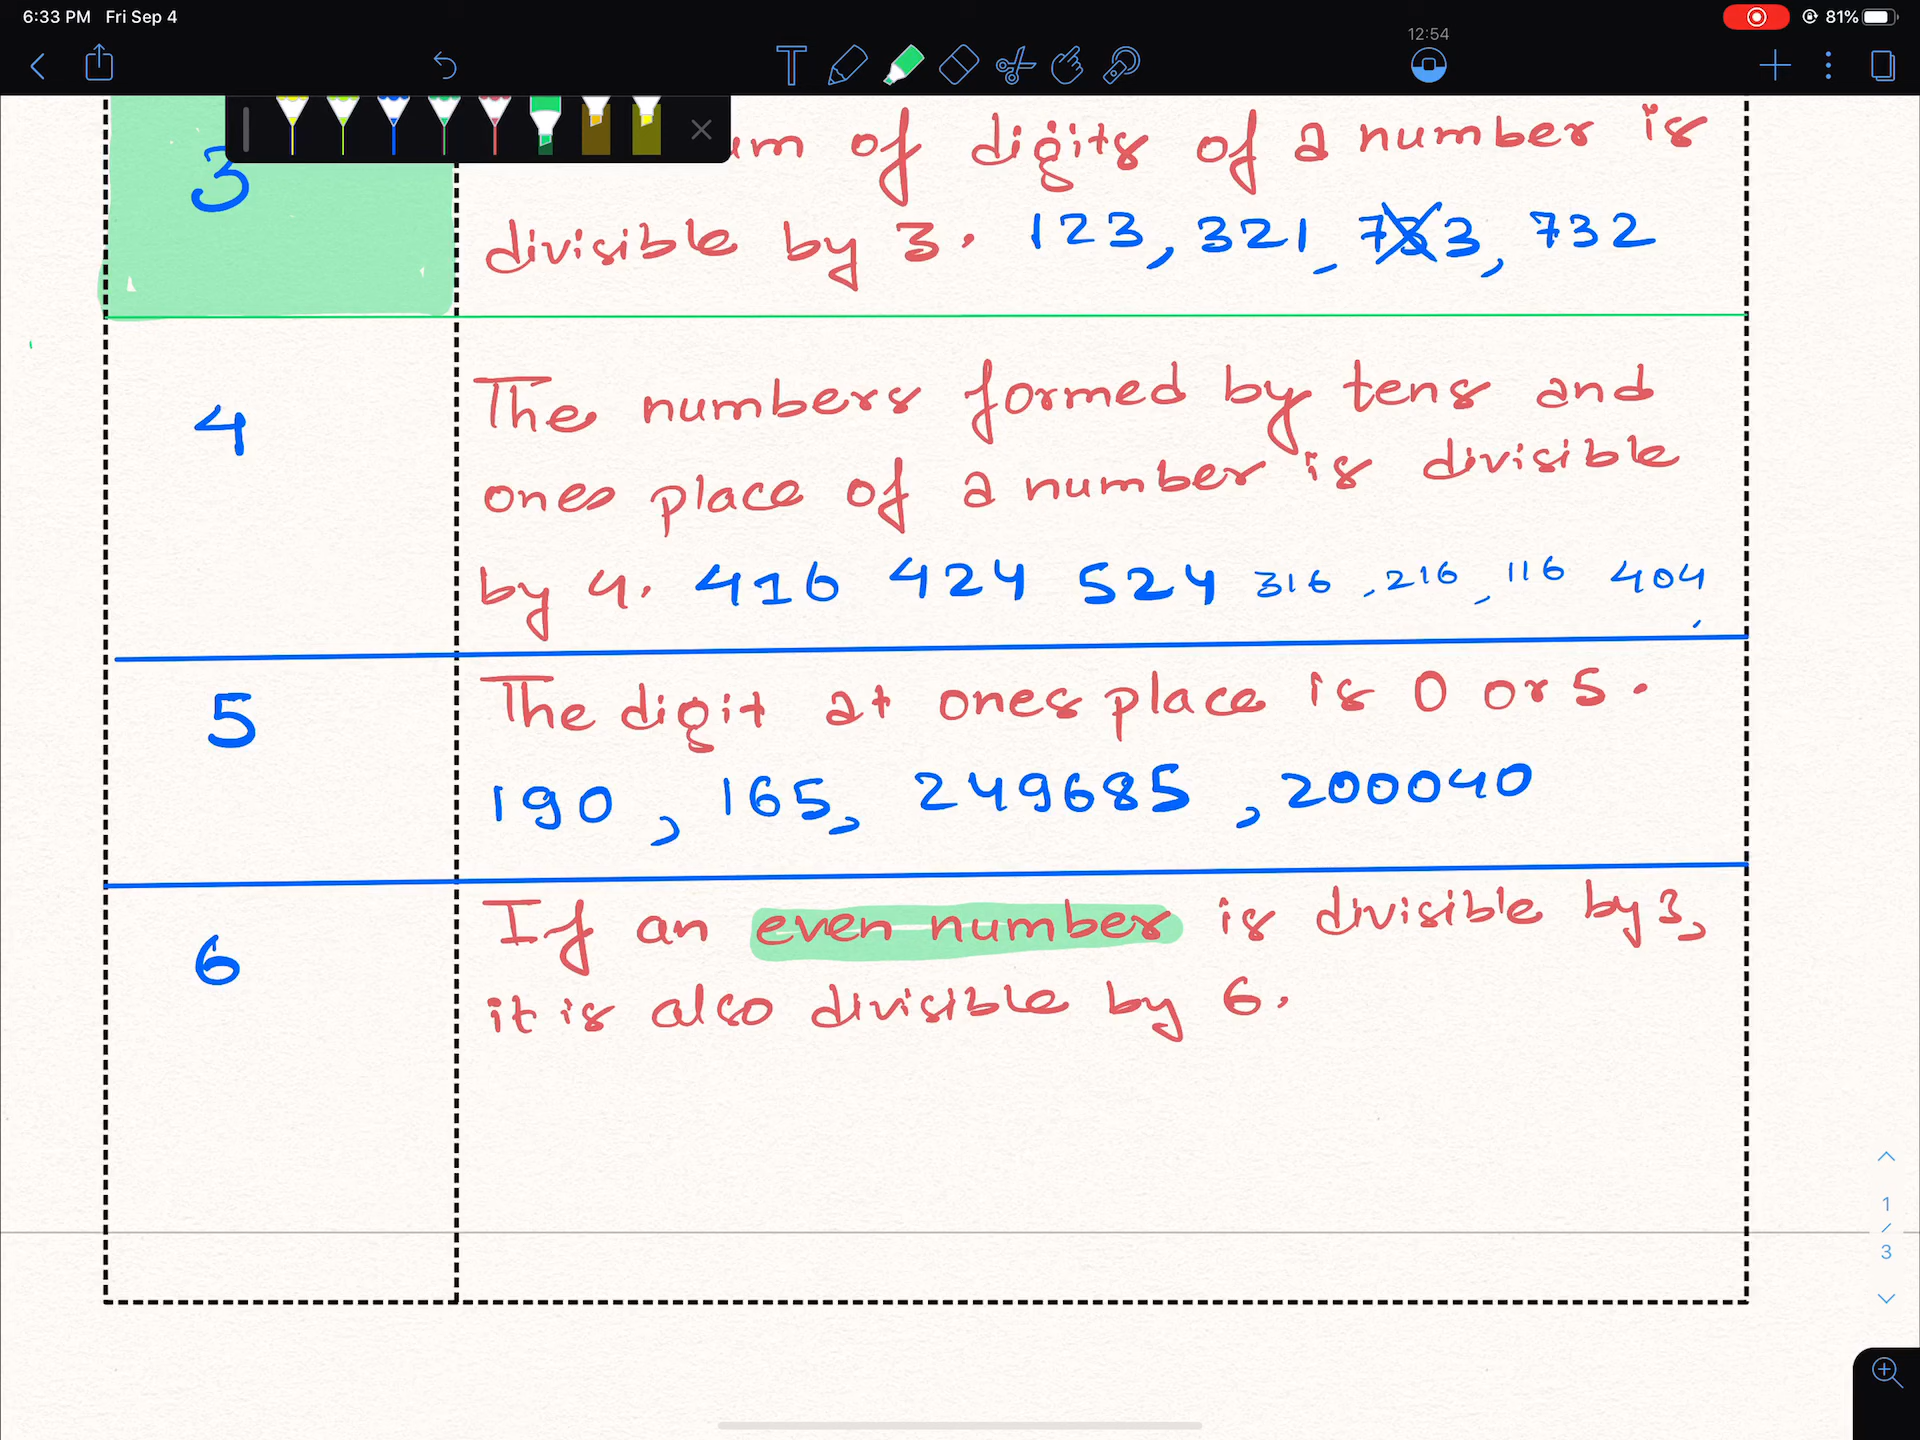 6:33 PM Fri Sep 4
81%
12:54
3
um of digits of a number is
divisible by 3. 123, 321, 733, 732
4
The numbers formed by tens and
ones place of a number is divisible
by 4. 416 424 524 316, 216, 116 404,
5
The digit at ones place is 0 or 5.
190, 165, 249685, 200040
6
If an even number is divisible by 3,
it is also divisible by 6.
1
/
3